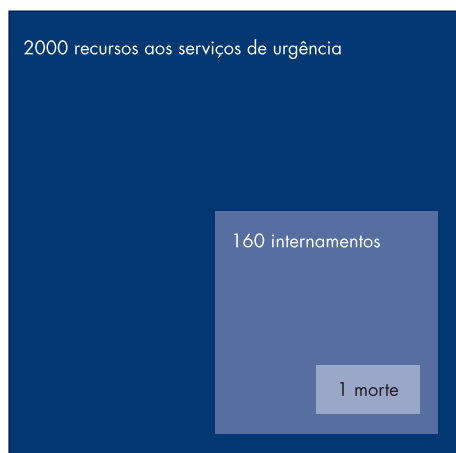 2000 recursos aos serviços de urgência
160 internamentos
1 morte